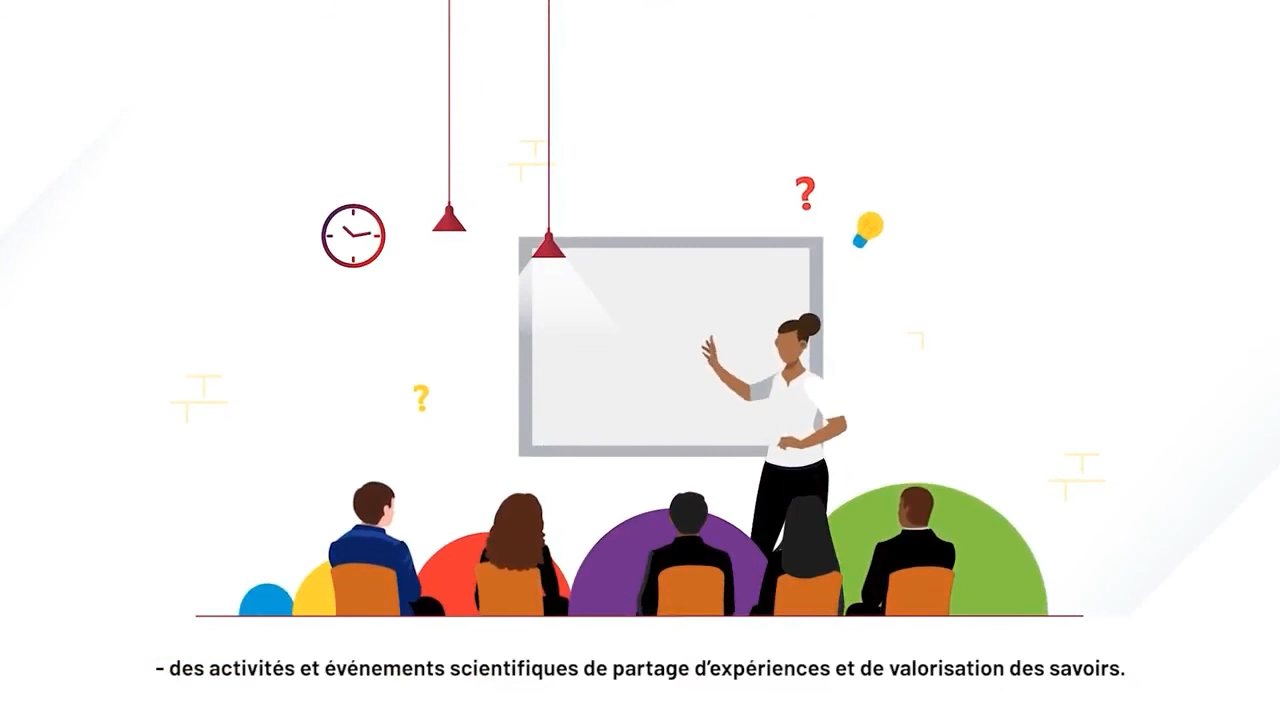 ?
?
- des activités et événements scientifiques de partage d’expériences et de valorisation des savoirs.